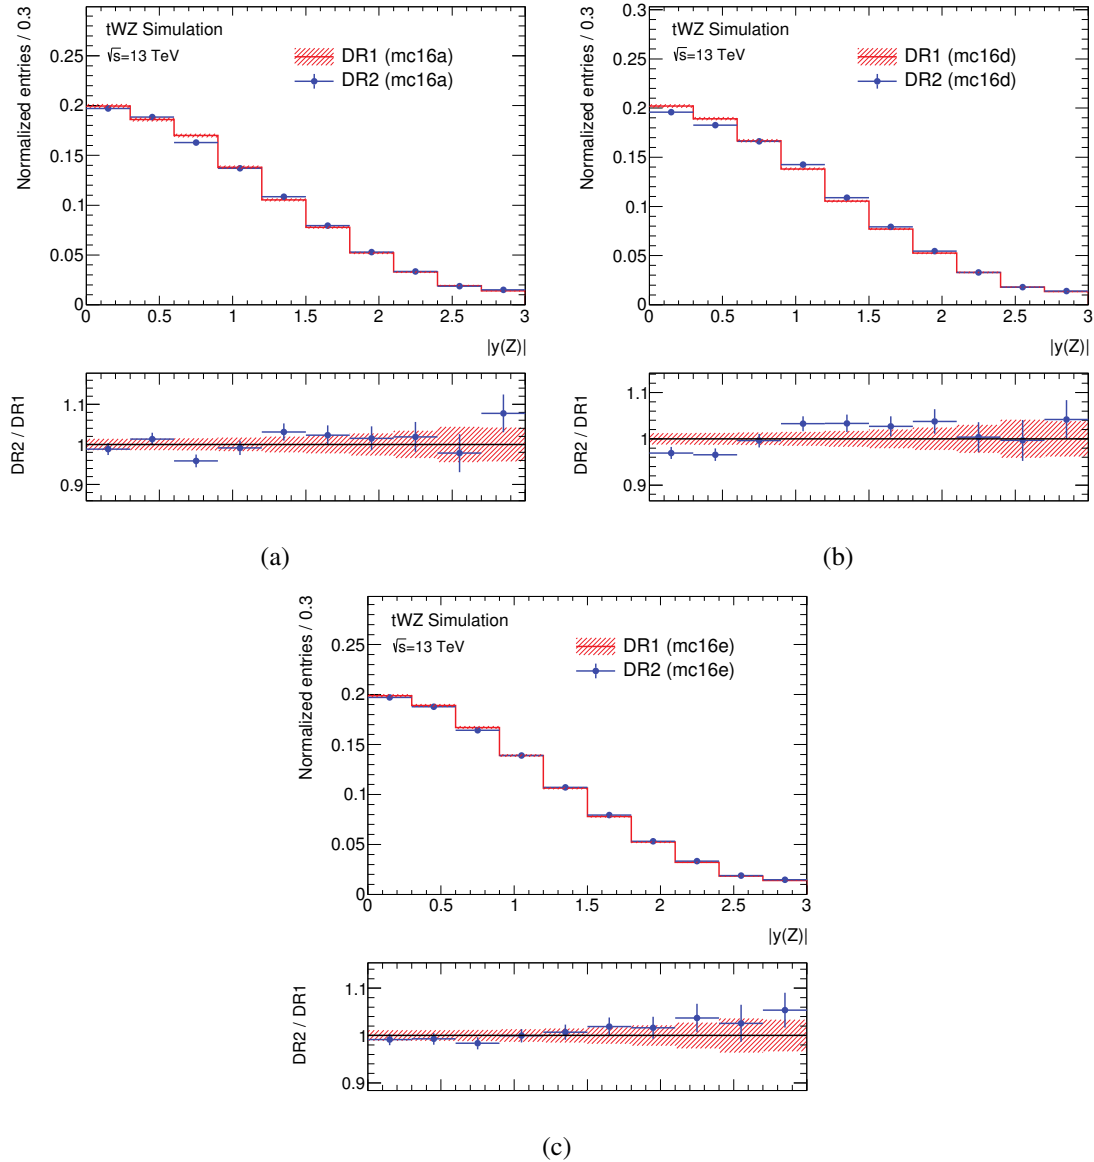 Normalized entries / 0.3
tWZ Simulation
√s=13 TeV
DR1 (mc16a)
DR2 (mc16a)
0.25
0.2
0.15
0.1
0.05
0
0 0.5 1 1.5 2 2.5 3
|y(Z)|
DR2 / DR1
1.1
1
0.9
(a)
Normalized entries / 0.3
tWZ Simulation
√s=13 TeV
DR1 (mc16d)
DR2 (mc16d)
0.3
0.25
0.2
0.15
0.1
0.05
0
0 0.5 1 1.5 2 2.5 3
|y(Z)|
DR2 / DR1
1.1
1
0.9
(b)
Normalized entries / 0.3
tWZ Simulation
√s=13 TeV
DR1 (mc16e)
DR2 (mc16e)
0.25
0.2
0.15
0.1
0.05
0
0 0.5 1 1.5 2 2.5 3
|y(Z)|
DR2 / DR1
1.1
1
0.9
(c)